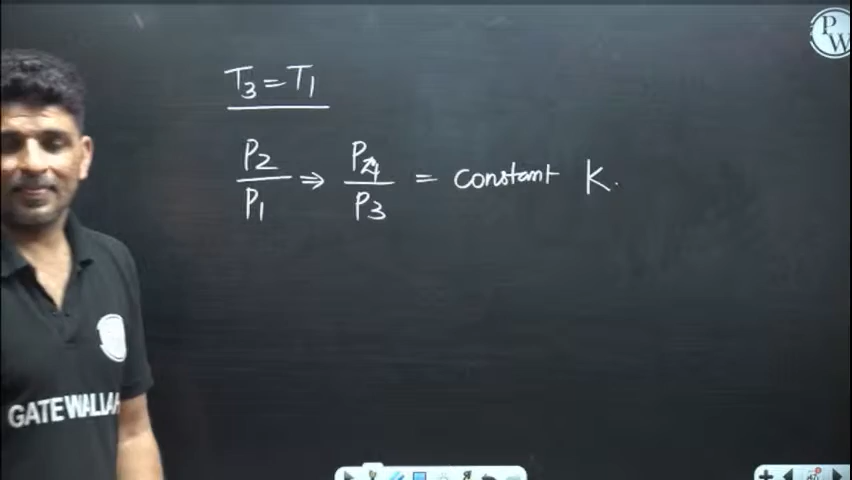 PW
T₃ = T₁
P₂/P₁ ⇒ P₄/P₃ = constant K.
GATEWALLAH